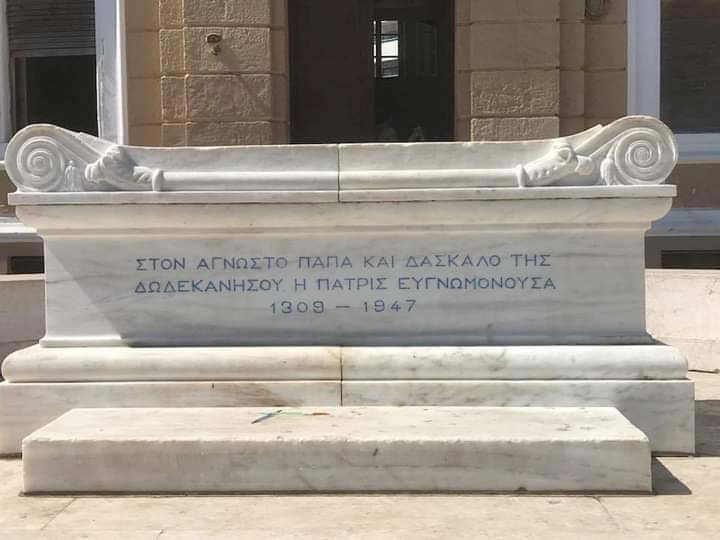 ΣΤΟΝ ΑΓΝΩΣΤΟ ΠΑΠΑ ΚΑΙ ΔΑΣΚΑΛΟ ΤΗΣ
ΔΩΔΕΚΑΝΗΣΟΥ Η ΠΑΤΡΙΣ ΕΥΓΝΩΜΟΝΟΥΣΑ
1309 – 1947